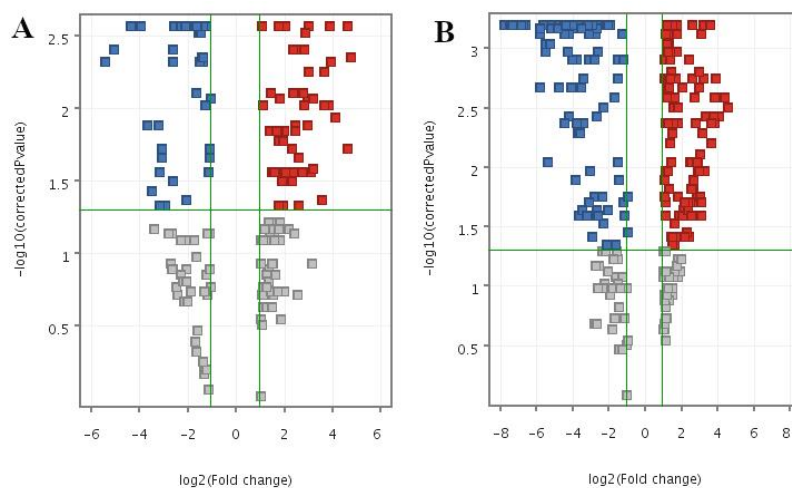 A
2.5
2
1.5
1
0.5
−log10(correctedPvalue)
−6 −4 −2 0 2 4 6
log2(Fold change)
B
3
2.5
2
1.5
1
0.5
−log10(correctedPvalue)
−8 −6 −4 −2 0 2 4 6 8
log2(Fold change)